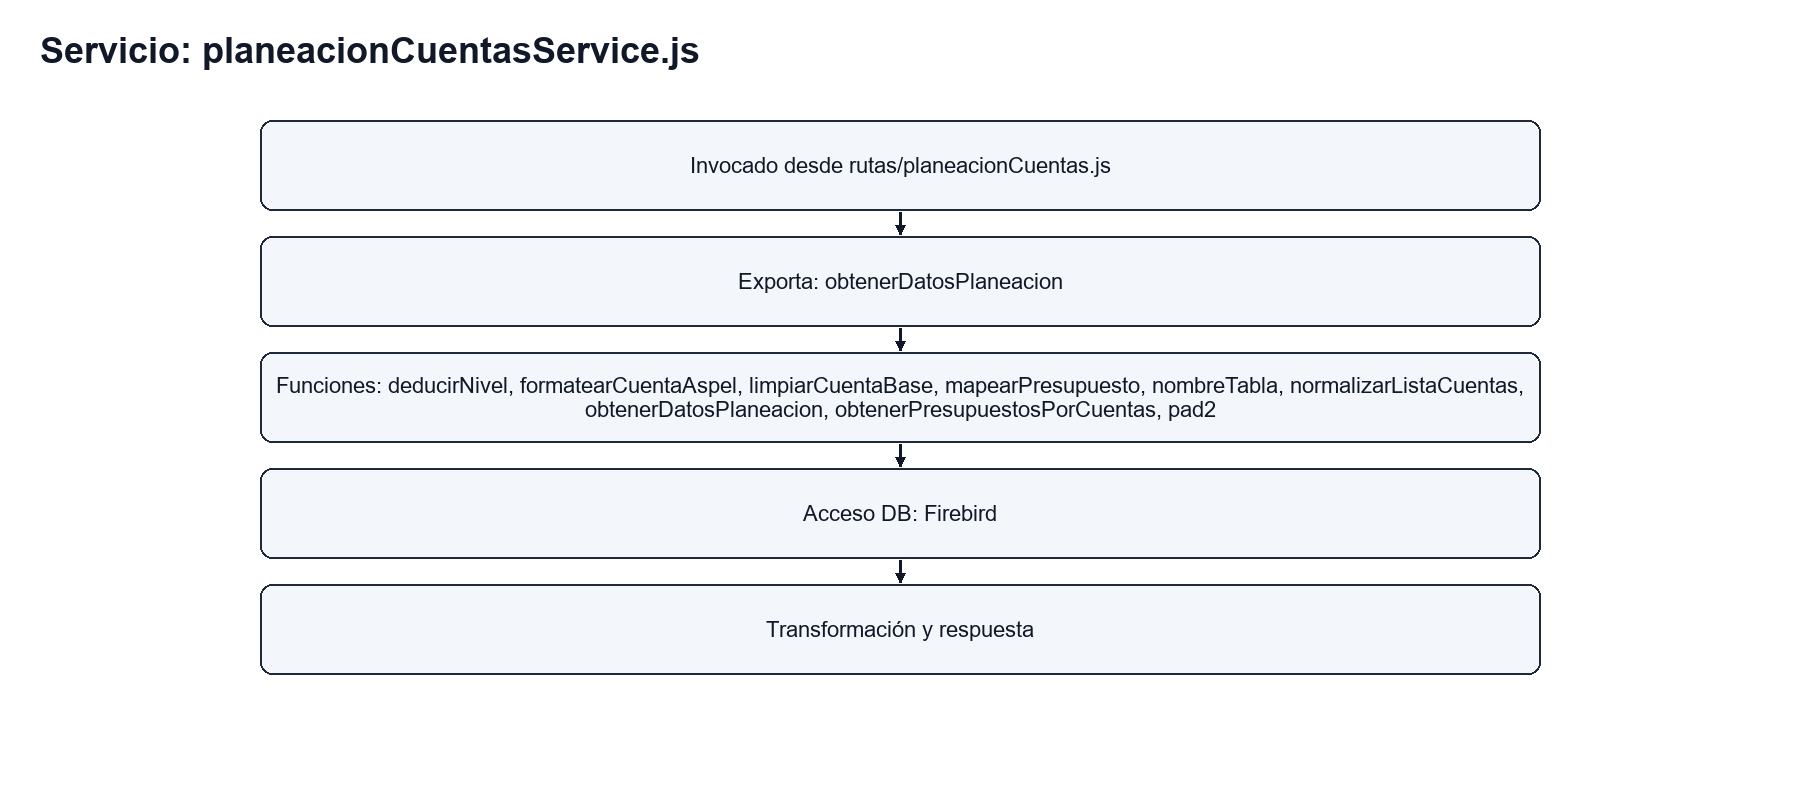 Servicio: planeacionCuentasService.js
Invocado desde rutas/planeacionCuentas.js
Exporta: obtenerDatosPlaneacion
Funciones: deducirNivel, formatearCuentaAspel, limpiarCuentaBase, mapearPresupuesto, nombreTabla, normalizarListaCuentas,
obtenerDatosPlaneacion, obtenerPresupuestosPorCuentas, pad2
Acceso DB: Firebird
Transformación y respuesta